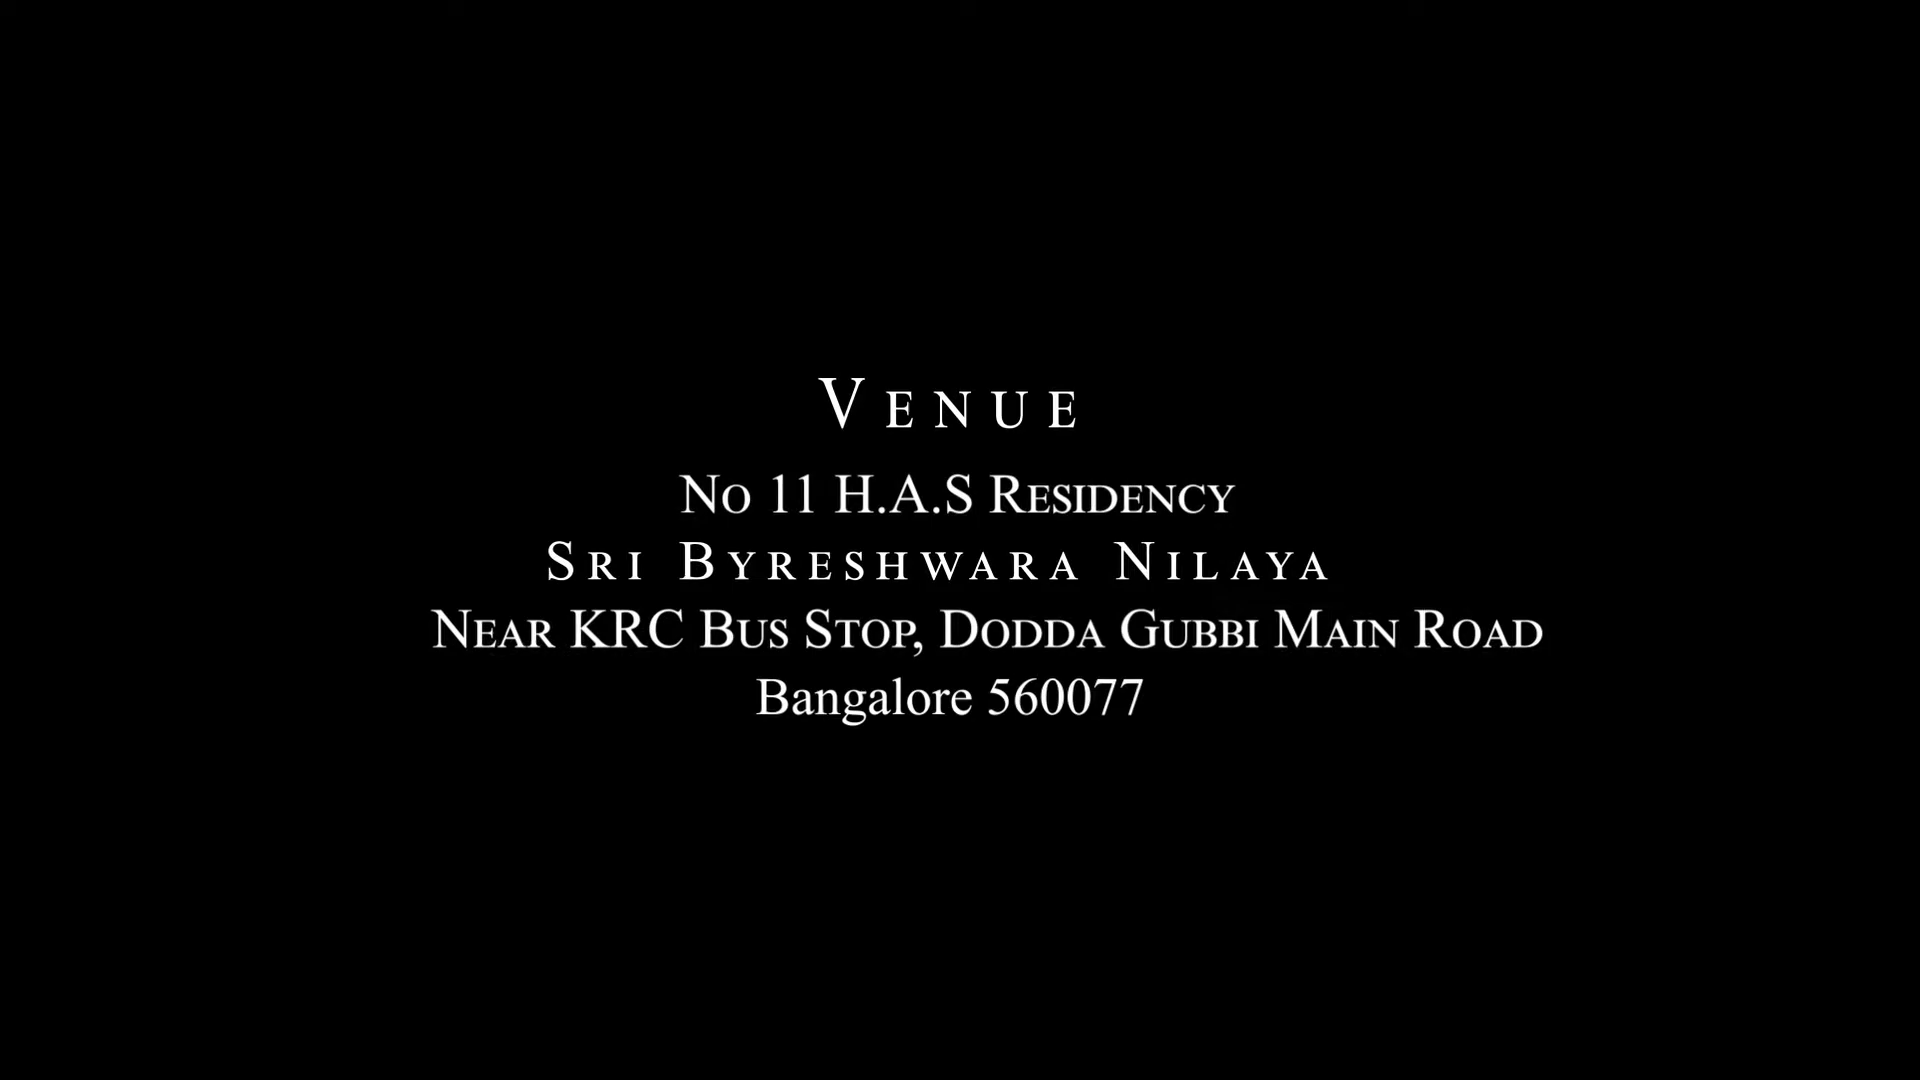 Venue
No 11 H.A.S Residency
Sri Byreshwara Nilaya
Near KRC Bus Stop, Dodda Gubbi Main Road
Bangalore 560077